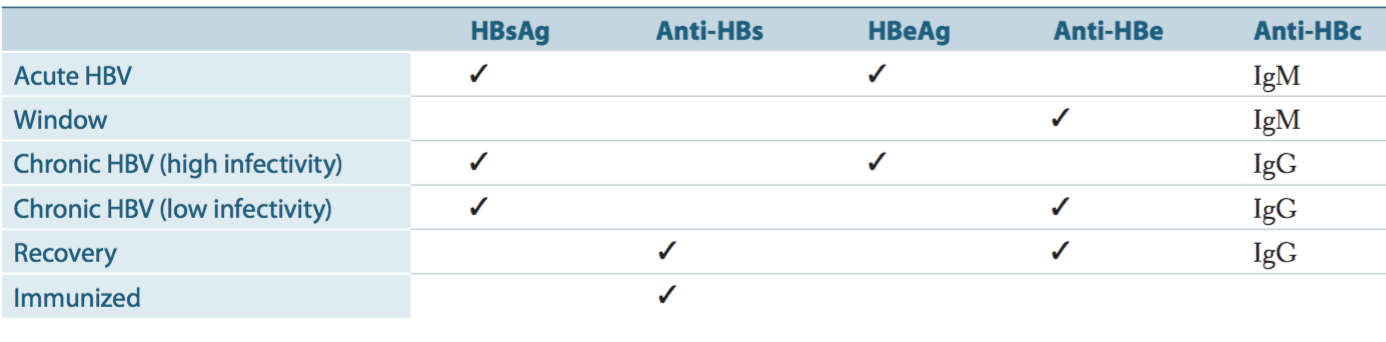 HBsAg Anti-HBs HBeAg Anti-HBe Anti-HBc
Acute HBV ✓ ✓ IgM
Window ✓ IgM
Chronic HBV (high infectivity) ✓ ✓ IgG
Chronic HBV (low infectivity) ✓ ✓ IgG
Recovery ✓ ✓ IgG
Immunized ✓